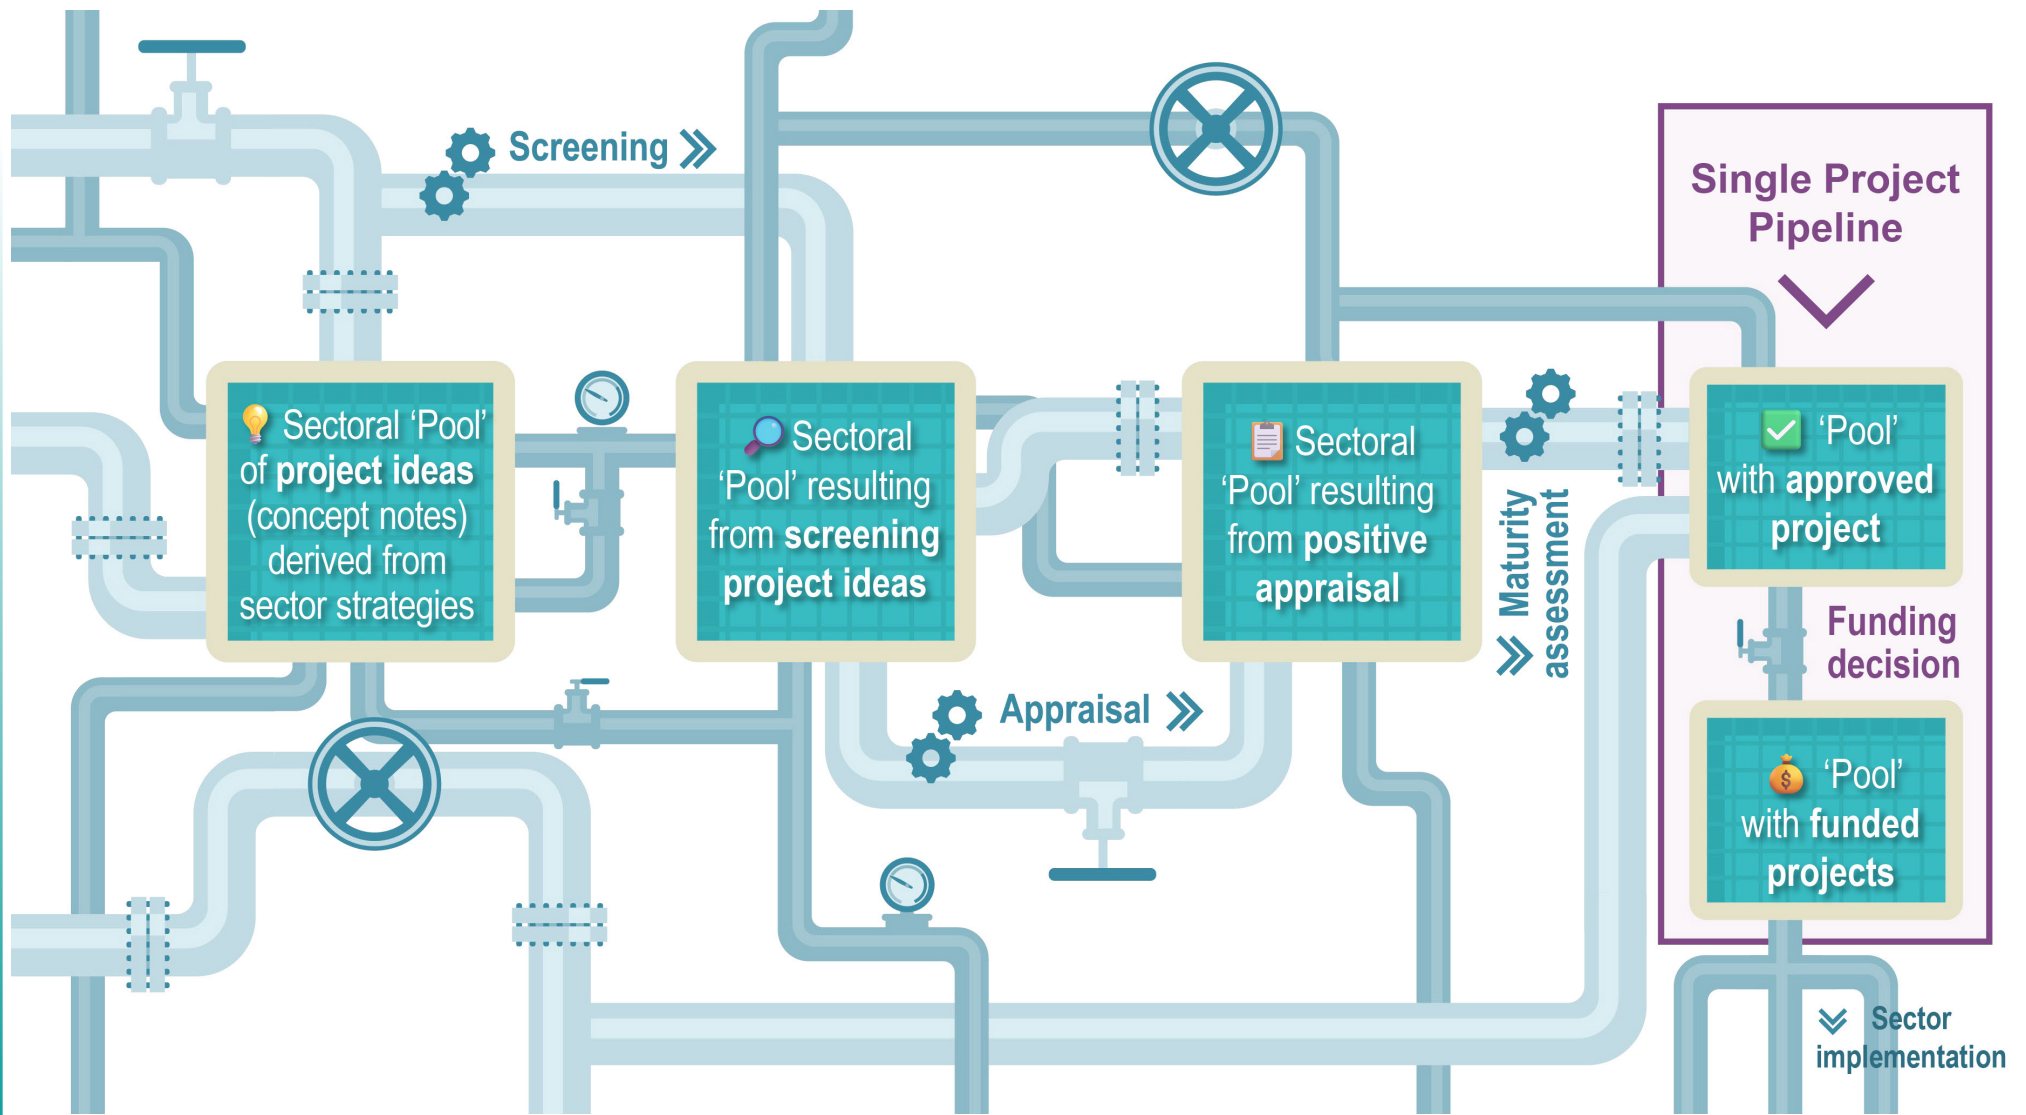 Screening
Single Project
Pipeline
Sectoral ‘Pool’
of project ideas
(concept notes)
derived from
sector strategies
Sectoral
‘Pool’ resulting
from screening
project ideas
Sectoral
‘Pool’ resulting
from positive
appraisal
Maturity
assessment
‘Pool’
with approved
project
Appraisal
Funding
decision
‘Pool’
with funded
projects
Sector
implementation